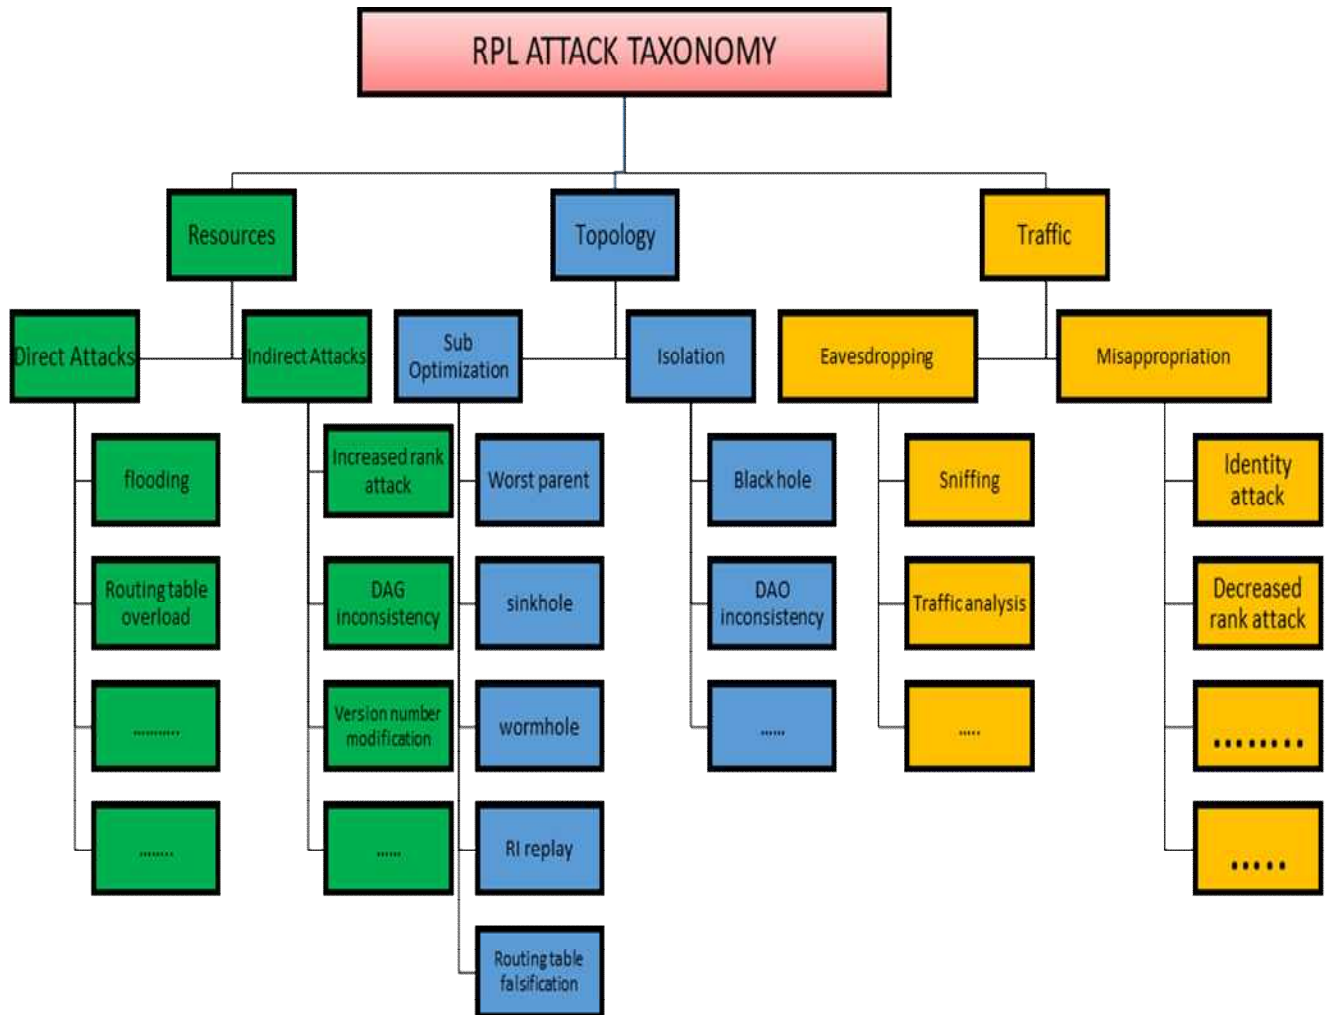 RPL ATTACK TAXONOMY
Resources
Topology
Traffic
Direct Attacks
Indirect Attacks
Sub
Optimization
Isolation
Eavesdropping
Misappropriation
flooding
Increased rank
attack
Worst parent
Black hole
Sniffing
Identity
attack
Routing table
overload
DAG
inconsistency
sinkhole
DAO
inconsistency
Traffic analysis
Decreased
rank attack
..........
Version number
modification
wormhole
......
.....
........
........
......
RI replay
.....
Routing table
falsification